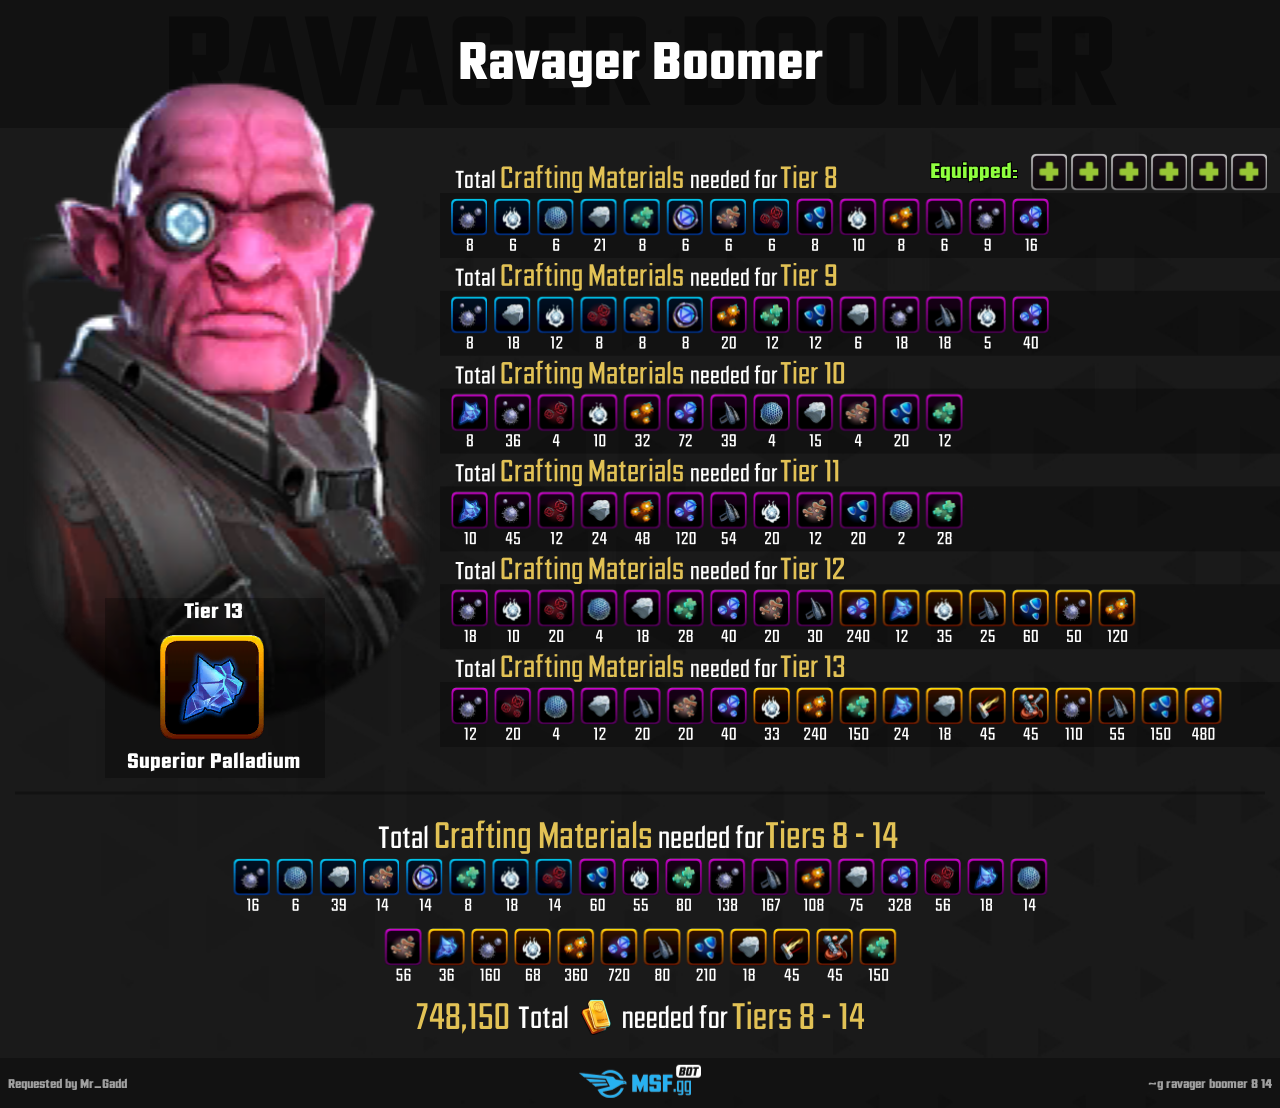 RAVAGER BOOMER
Ravager Boomer
Equipped:
Total Crafting Materials needed for Tier 8
8 6 6 21 8 6 6 6 8 10 8 6 9 16
Total Crafting Materials needed for Tier 9
8 18 12 8 8 8 20 12 12 6 18 18 5 40
Total Crafting Materials needed for Tier 10
8 36 4 10 32 72 39 4 15 4 20 12
Total Crafting Materials needed for Tier 11
10 45 12 24 48 120 54 20 12 20 2 28
Total Crafting Materials needed for Tier 12
18 10 20 4 18 28 40 20 30 240 12 35 25 60 50 120
Total Crafting Materials needed for Tier 13
12 20 4 12 20 20 40 33 240 150 24 18 45 45 110 55 150 480
Tier 13
Superior Palladium
Total Crafting Materials needed for Tiers 8 - 14
16 6 39 14 14 8 18 14 60 55 80 138 167 108 75 328 56 18 14
56 36 160 68 360 720 80 210 18 45 45 150
748,150 Total needed for Tiers 8 - 14
Requested by Mr_Gadd
MSF.gg BOT
~g ravager boomer 8 14